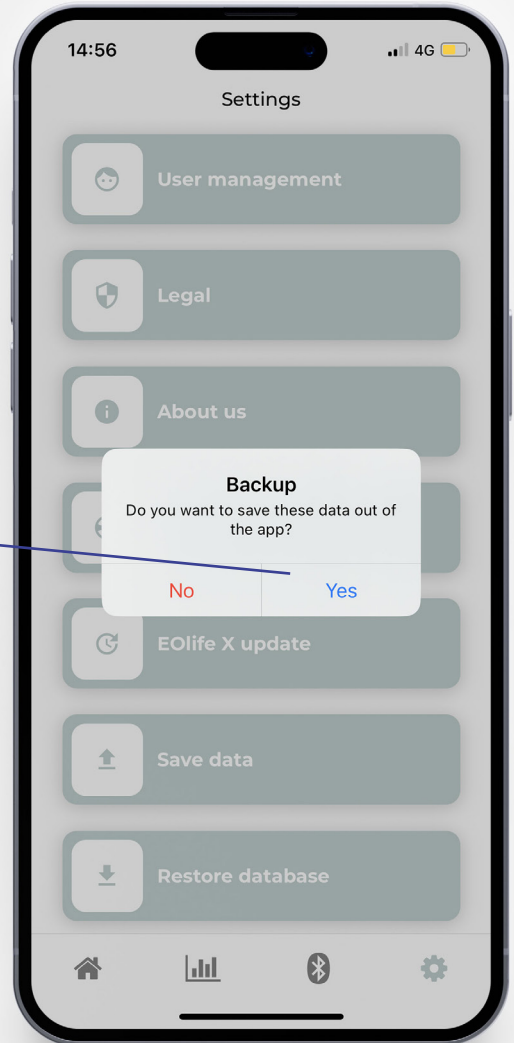 14:56
4G
Settings
User management
Legal
About us
Backup
Do you want to save these data out of
the app?
No
Yes
EOlife X update
Save data
Restore database